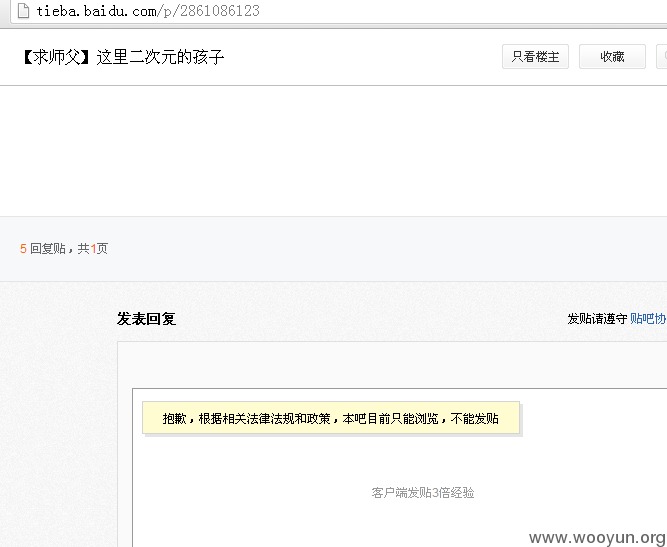 tieba.baidu.com/p/2861086123
【求师父】这里二次元的孩子
只看楼主
收藏
5 回复贴，共1页
发表回复
发贴请遵守 贴吧协
抱歉，根据相关法律法规和政策，本吧目前只能浏览，不能发贴
客户端发贴3倍经验
www.wooyun.org